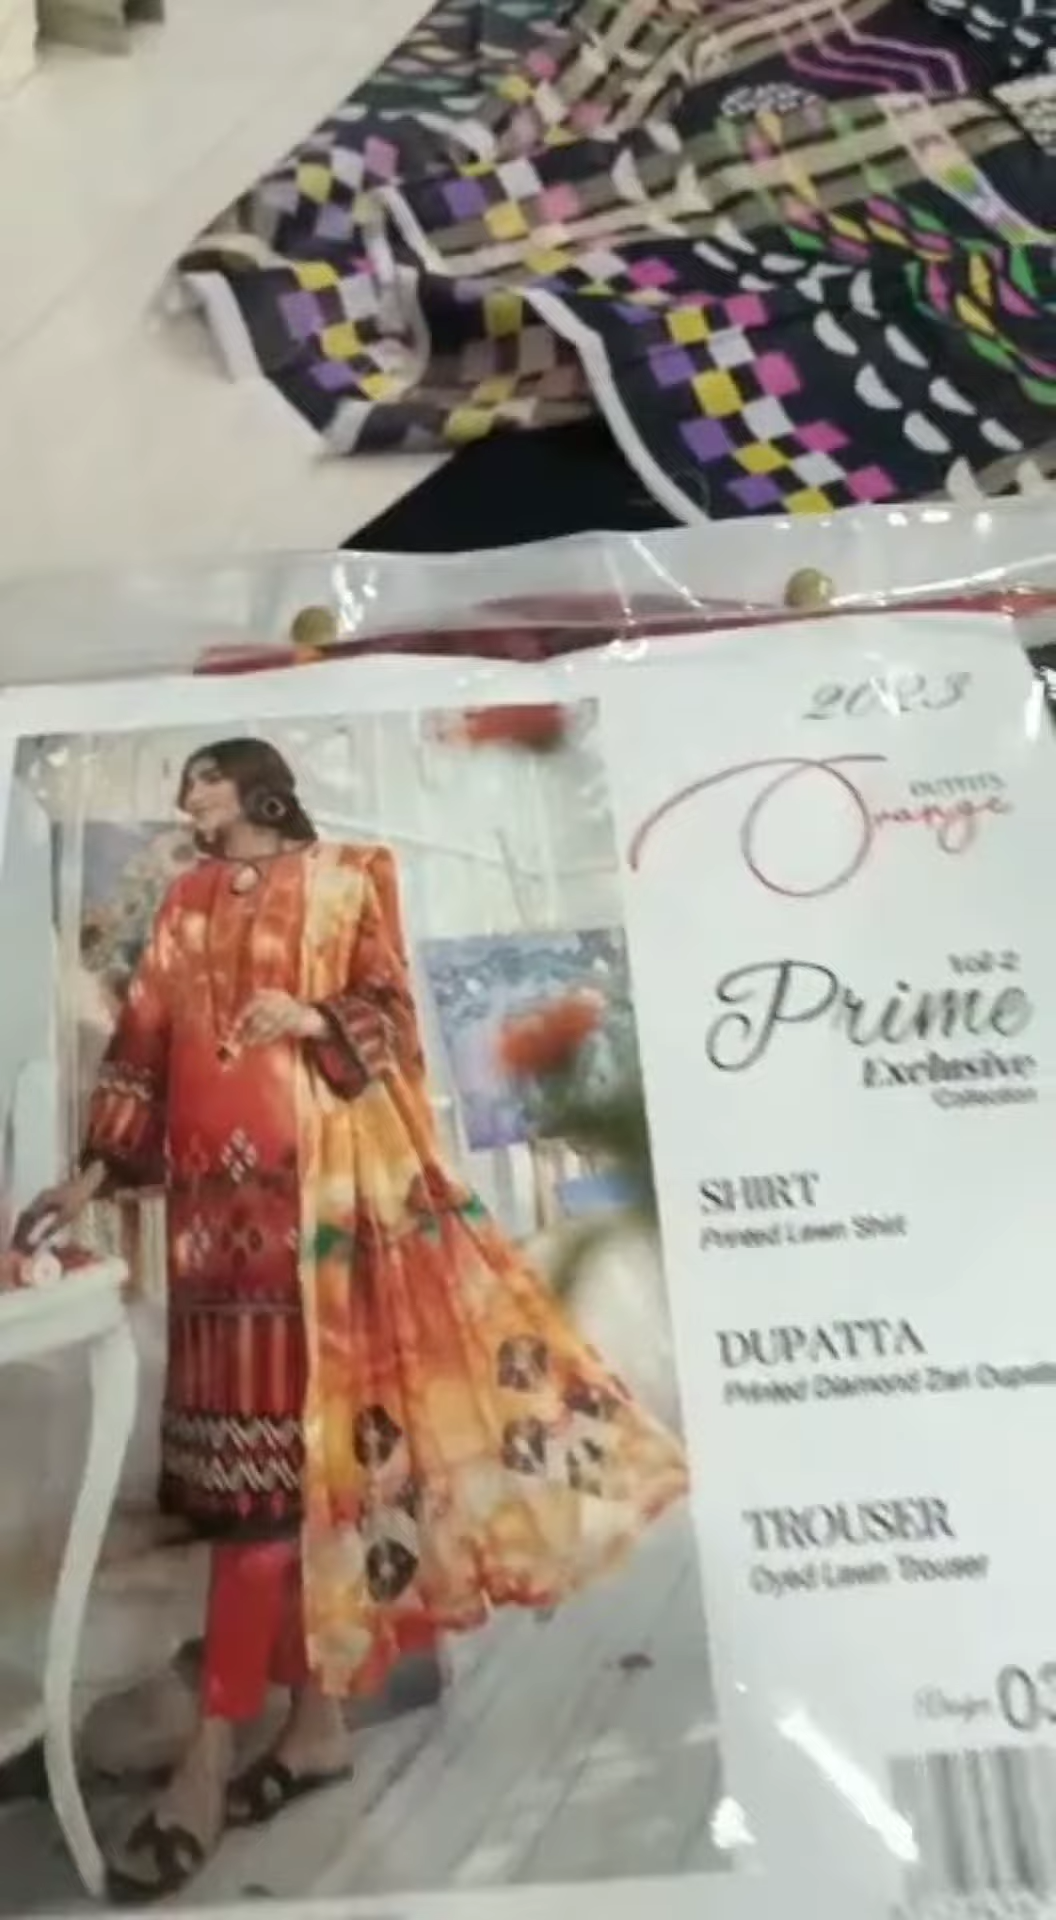 2023
OUTFITS
Orange
Vol-2
Prime
Exclusive
Collection
SHIRT
Printed Lawn Shirt
DUPATTA
Printed Diamond Zari
TROUSER
Dyed Lawn Trouser
Design